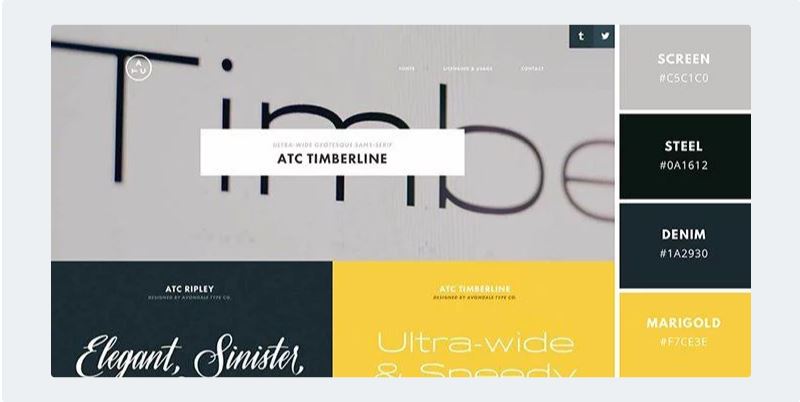 t
ATC
Timbe
FONTS
LICENSING & USAGE
CONTACT
ULTRA-WIDE GROTESQUE SANS-SERIF
ATC TIMBERLINE
ATC RIPLEY
DESIGNED BY AVONDALE TYPE CO.
Elegant, Sinister,
ATC TIMBERLINE
DESIGNED BY AVONDALE TYPE CO.
Ultra-wide
& Speedy
SCREEN
#C5C1C0
STEEL
#0A1612
DENIM
#1A2930
MARIGOLD
#F7CE3E